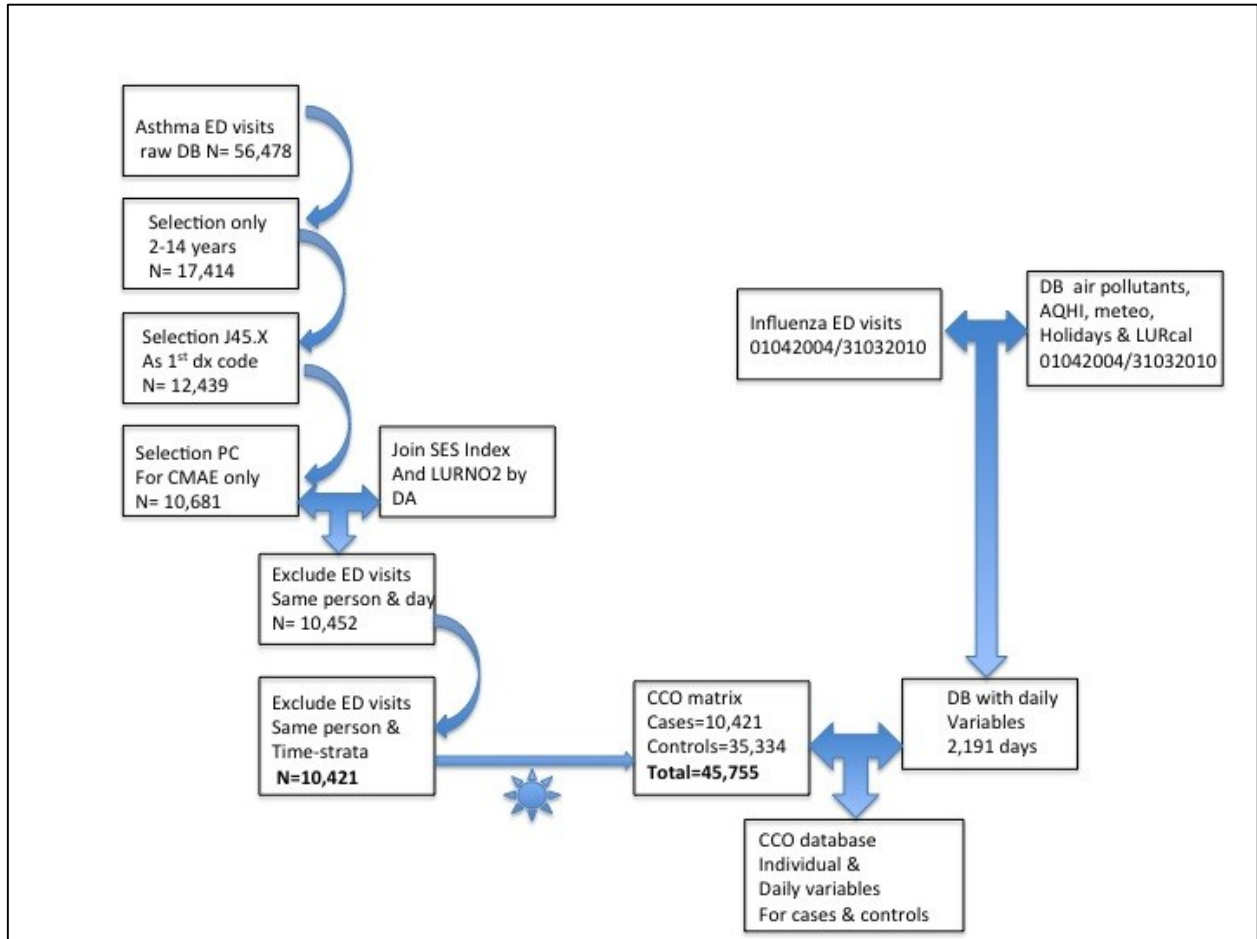 Asthma ED visits
raw DB N= 56,478
Selection only
2-14 years
N= 17,414
Selection J45.X
As 1st dx code
N= 12,439
Selection PC
For CMAE only
N= 10,681
Join SES Index
And LURNO2 by
DA
Exclude ED visits
Same person & day
N= 10,452
Exclude ED visits
Same person &
Time-strata
N=10,421
Influenza ED visits
01042004/31032010
DB air pollutants,
AQHI, meteo,
Holidays & LURcal
01042004/31032010
CCO matrix
Cases=10,421
Controls=35,334
Total=45,755
DB with daily
Variables
2,191 days
CCO database
Individual &
Daily variables
For cases & controls